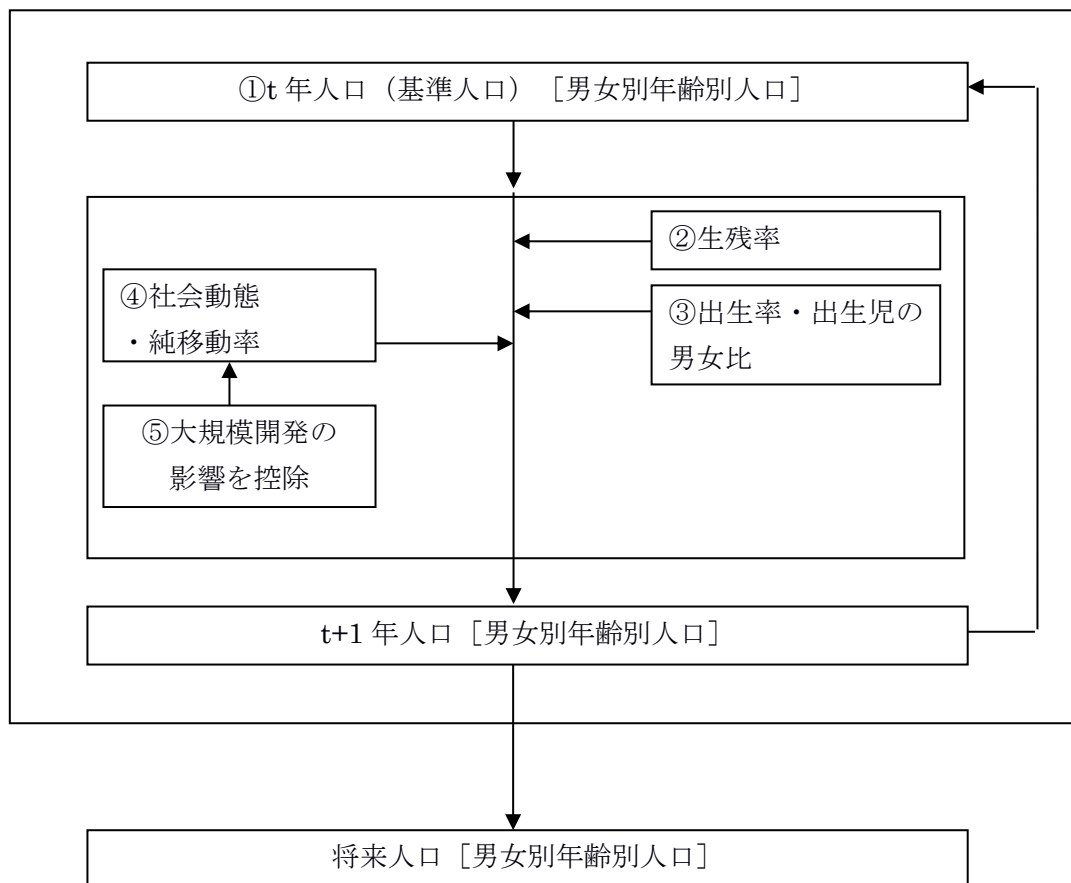 ①t 年人口（基準人口）［男女別年齢別人口］
②生残率
④社会動態
・純移動率
③出生率・出生児の
男女比
⑤大規模開発の
影響を控除
t+1 年人口［男女別年齢別人口］
将来人口［男女別年齢別人口］